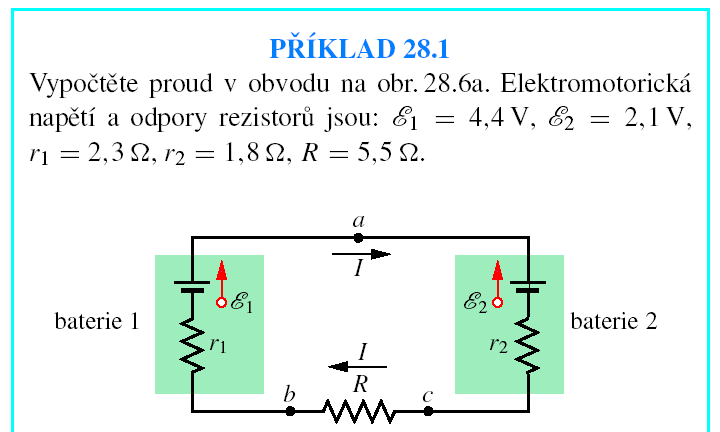 PŘÍKLAD 28.1
Vypočtěte proud v obvodu na obr. 28.6a. Elektromotorická
napětí a odpory rezistorů jsou: ℰ₁ = 4,4 V, ℰ₂ = 2,1 V,
r₁ = 2,3 Ω, r₂ = 1,8 Ω, R = 5,5 Ω.
a
I
ℰ₁
ℰ₂
baterie 1
baterie 2
r₁
r₂
I
R
b
c